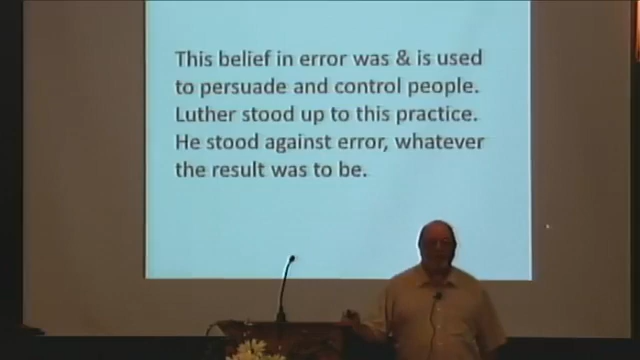 This belief in error was & is used
to persuade and control people.
Luther stood up to this practice.
He stood against error, whatever
the result was to be.